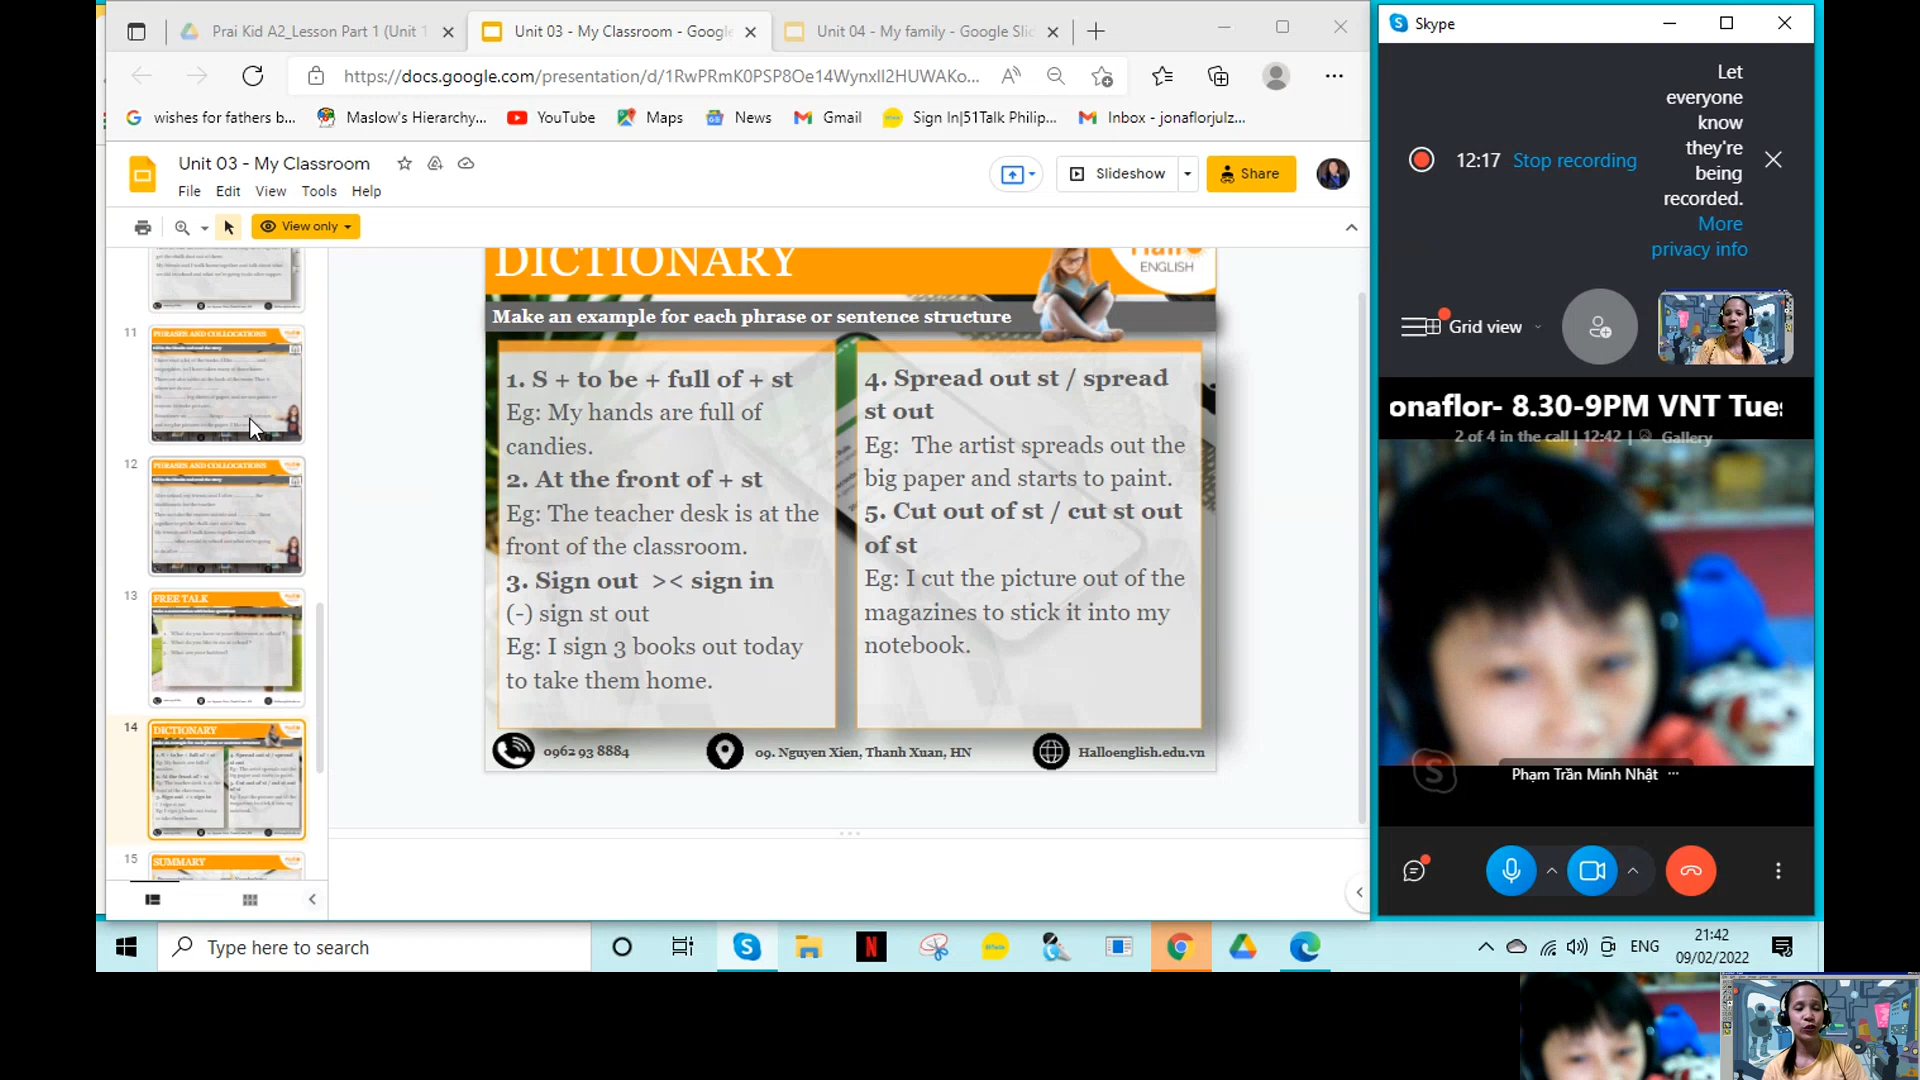 Prai Kid A2_Lesson Part 1 (Unit 1
Unit 03 - My Classroom - Google
Unit 04 - My family - Google Slic
https://docs.google.com/presentation/d/1RwPRmK0PSP8Oe14WynxII2HUWAKo...
wishes for fathers b...
Maslow's Hierarchy...
YouTube
Maps
News
Gmail
Sign In|51Talk Philip...
Inbox - jonaflorjulz...
Unit 03 - My Classroom
File Edit View Tools Help
Slideshow
Share
View only
11
PHRASES AND COLLOCATIONS
12
PHRASES AND COLLOCATIONS
13
FREE TALK
14
DICTIONARY
15
SUMMARY
DICTIONARY
ENGLISH
Make an example for each phrase or sentence structure
1. S + to be + full of + st
Eg: My hands are full of
candies.
2. At the front of + st
Eg: The teacher desk is at the
front of the classroom.
3. Sign out >< sign in
(-) sign st out
Eg: I sign 3 books out today
to take them home.
4. Spread out st / spread
st out
Eg: The artist spreads out the
big paper and starts to paint.
5. Cut out of st / cut st out
of st
Eg: I cut the picture out of the
magazines to stick it into my
notebook.
0962 93 8884
09. Nguyen Xien, Thanh Xuan, HN
Halloenglish.edu.vn
Skype
12:17 Stop recording
Let
everyone
know
they're
being
recorded.
More
privacy info
Grid view
onaflor- 8.30-9PM VNT Tues
2 of 4 in the call | 12:42 | Gallery
Phạm Trần Minh Nhật
Type here to search
ENG
21:42
09/02/2022